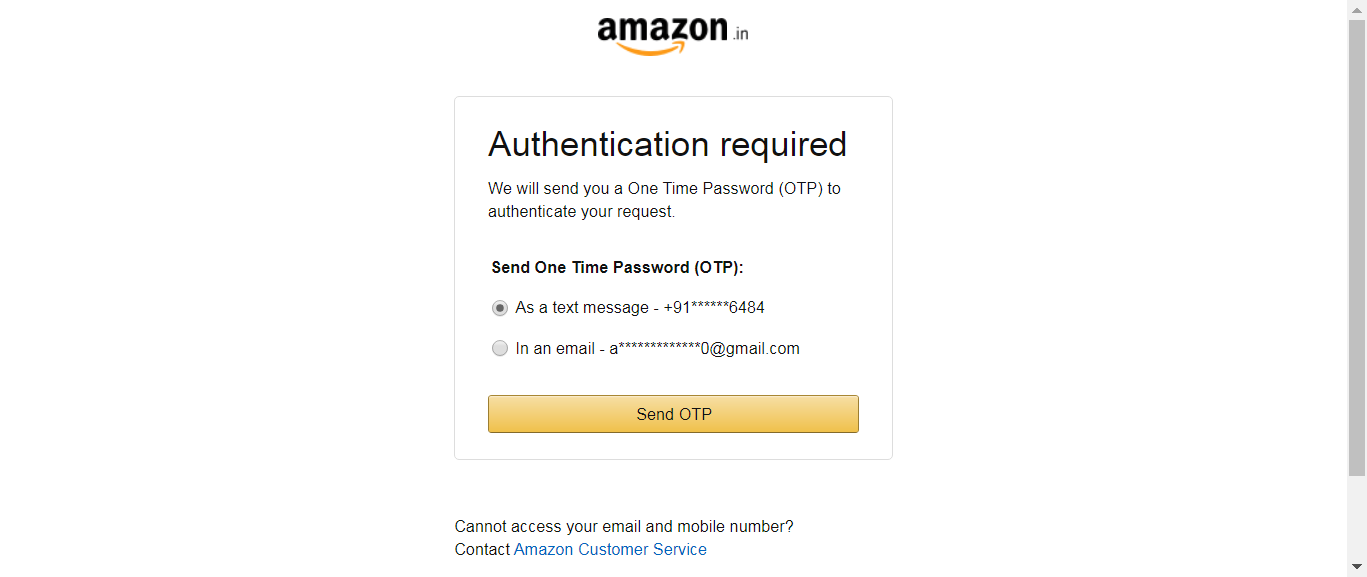 amazon.in
Authentication required
We will send you a One Time Password (OTP) to
authenticate your request.
Send One Time Password (OTP):
As a text message - +91******6484
In an email - a*************0@gmail.com
Send OTP
Cannot access your email and mobile number?
Contact Amazon Customer Service